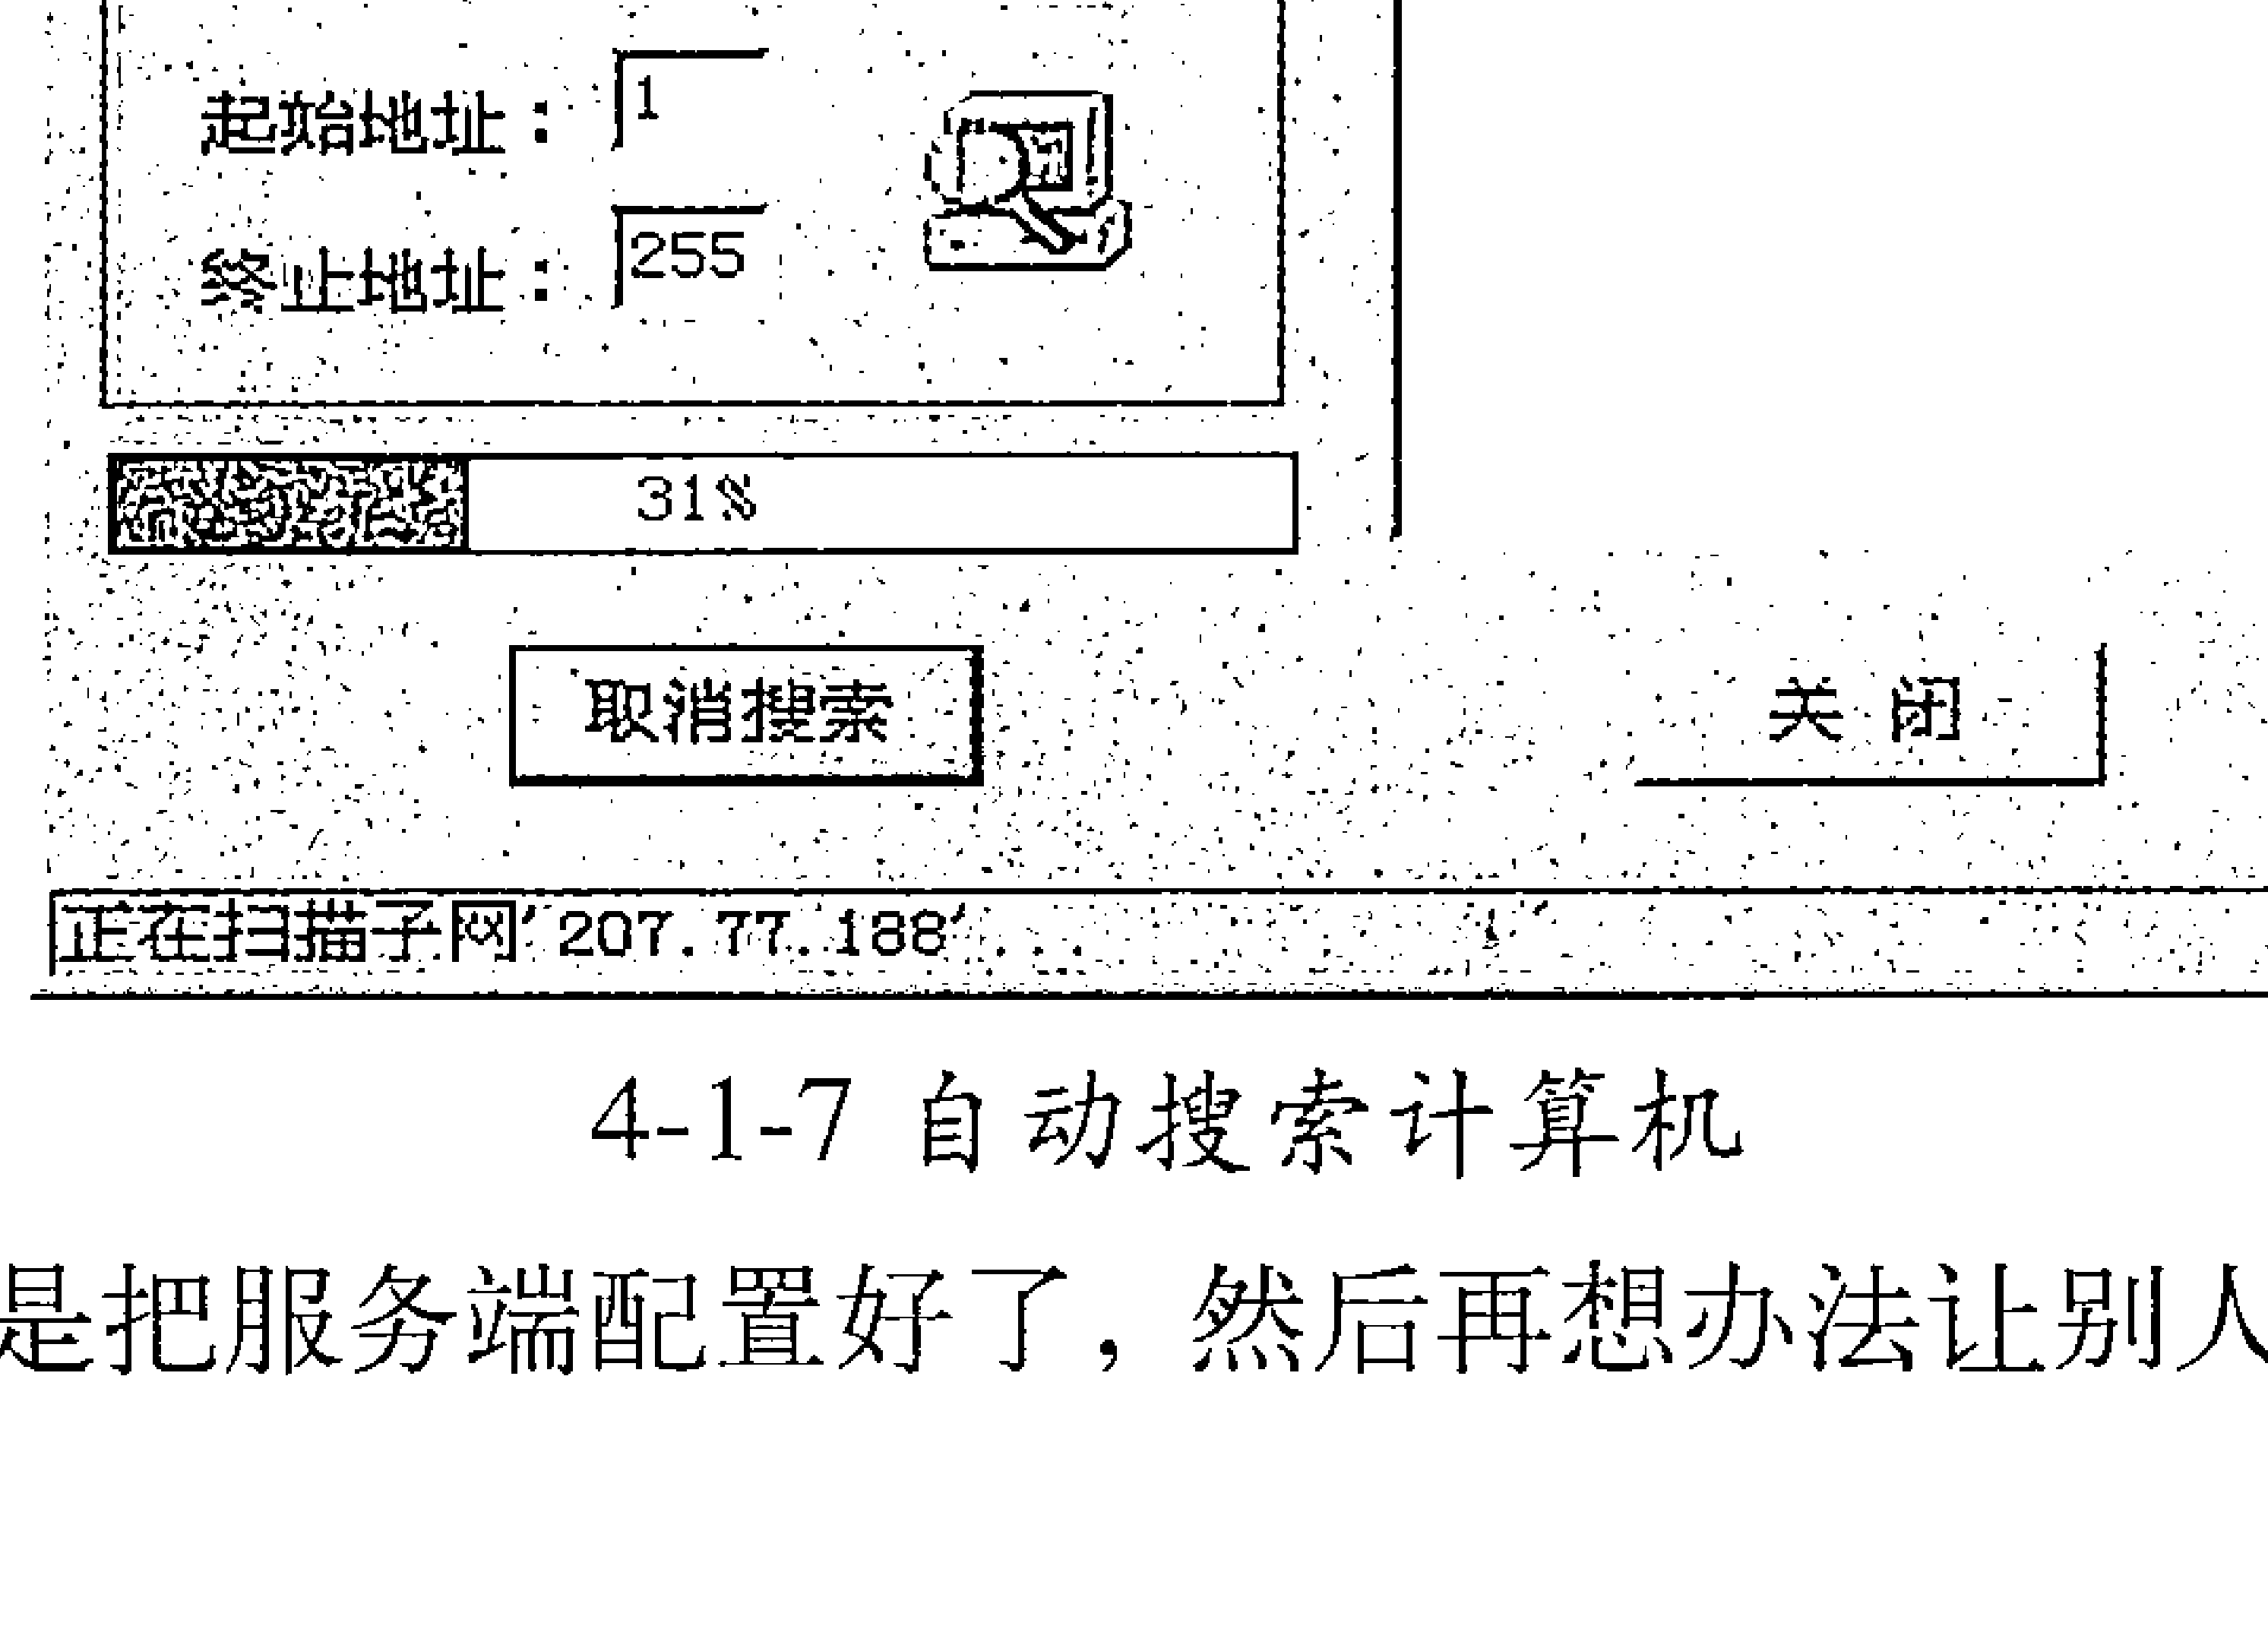 起始地址： 1
终止地址： 255
31%
取消搜索 关 闭
正在扫描子网'207.77.188'...
4-1-7 自动搜索计算机
是把服务端配置好了，然后再想办法让别人